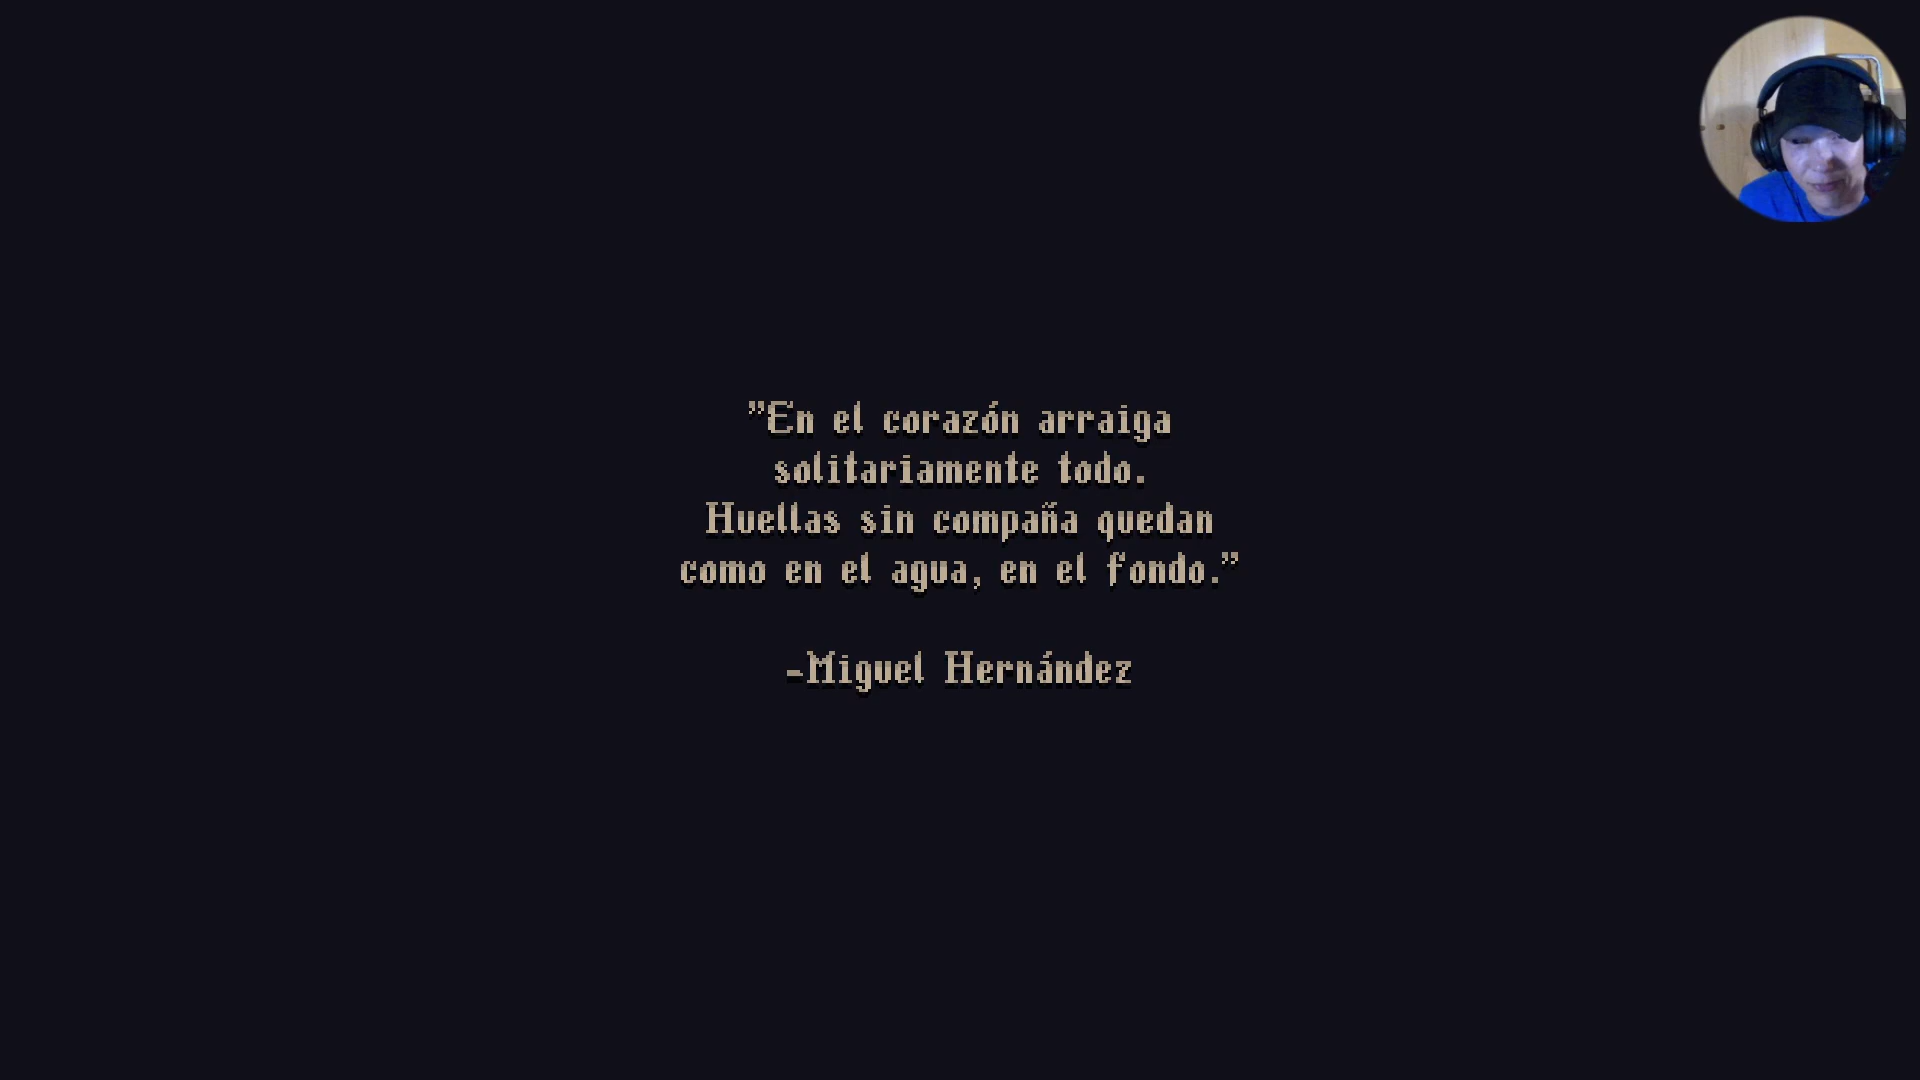 "En el corazón arraiga
solitariamente todo.
Huellas sin compaña quedan
como en el agua, en el fondo."
-Miguel Hernández